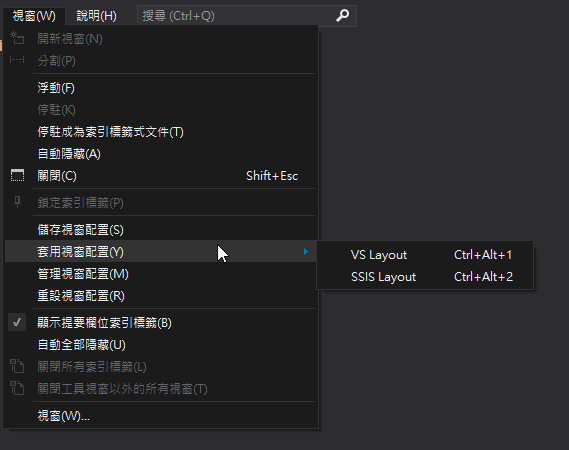 視窗(W) 說明(H) 搜尋 (Ctrl+Q)
開新視窗(N)
分割(P)
浮動(F)
停駐(K)
停駐成為索引標籤式文件(T)
自動隱藏(A)
關閉(C) Shift+Esc
鎖定索引標籤(P)
儲存視窗配置(S)
套用視窗配置(Y)
VS Layout Ctrl+Alt+1
SSIS Layout Ctrl+Alt+2
管理視窗配置(M)
重設視窗配置(R)
顯示提要欄位索引標籤(B)
自動全部隱藏(U)
關閉所有索引標籤(L)
關閉工具視窗以外的所有視窗(T)
視窗(W)...